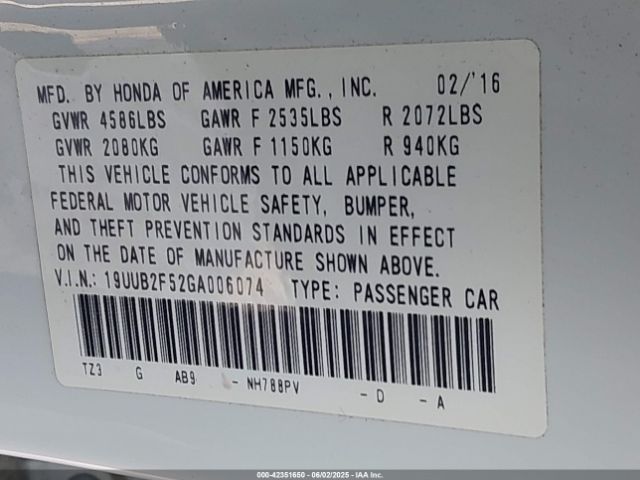 MFD. BY HONDA OF AMERICA MFG., INC. 02/'16
GVWR 4586LBS GAWR F 2535LBS R 2072LBS
GVWR 2080KG GAWR F 1150KG R 940KG
THIS VEHICLE CONFORMS TO ALL APPLICABLE
FEDERAL MOTOR VEHICLE SAFETY, BUMPER,
AND THEFT PREVENTION STANDARDS IN EFFECT
ON THE DATE OF MANUFACTURE SHOWN ABOVE.
V.I.N.: 19UUB2F52GA006074 TYPE: PASSENGER CAR
TZ3 G AB9 - NH788PV - D - A
000-42351650 - 06/02/2025 - IAA Inc.